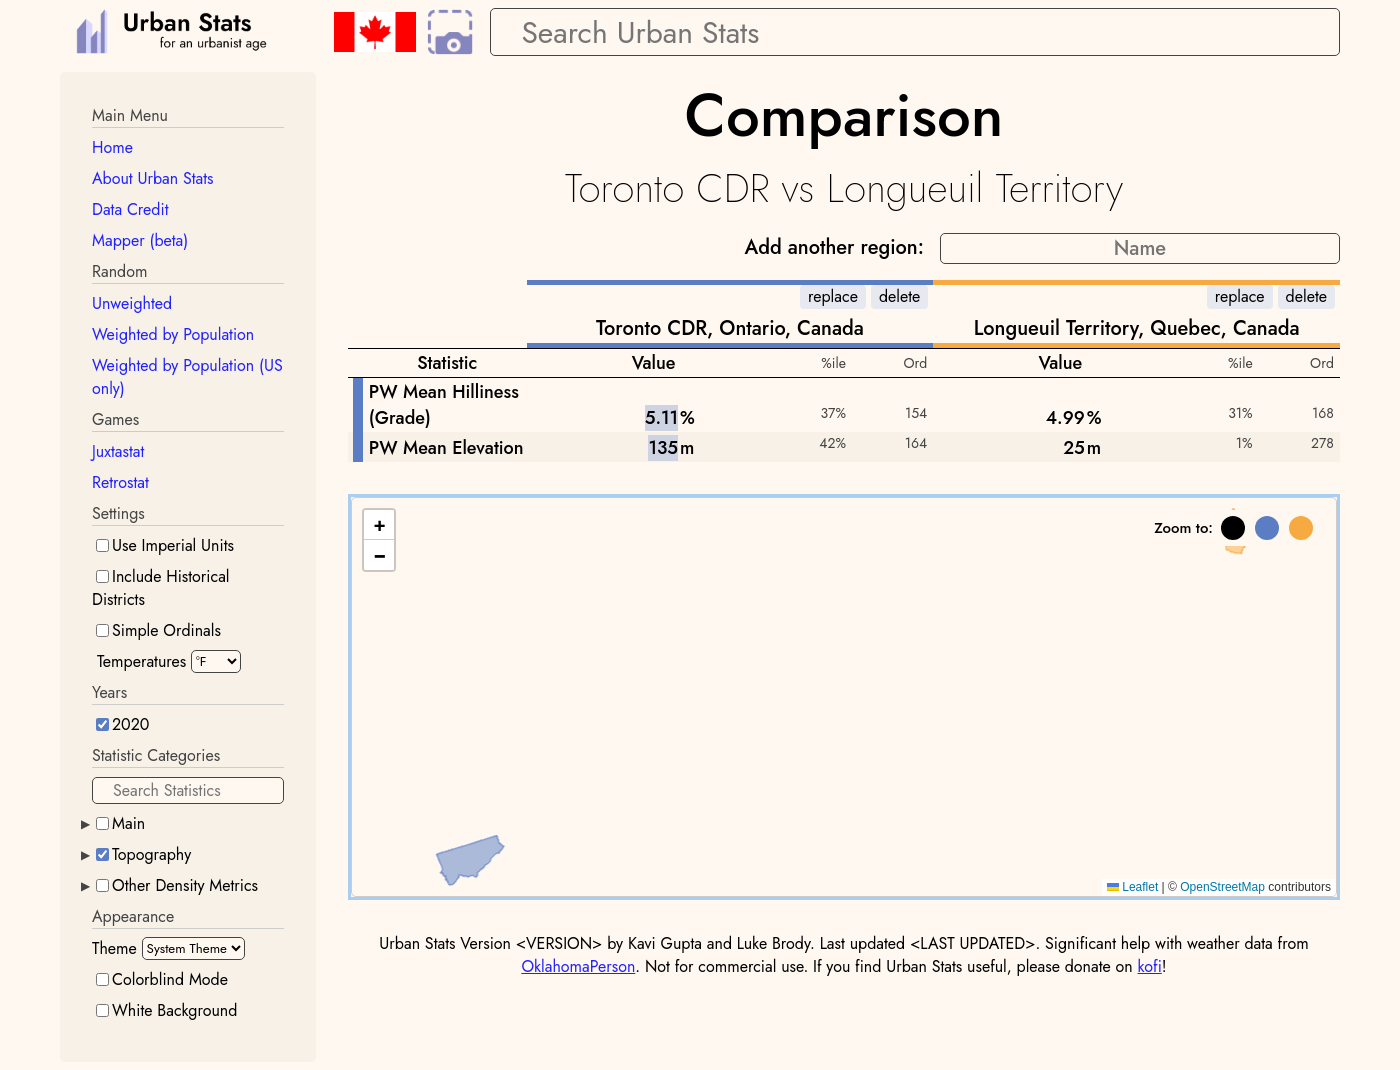 Urban Stats
for an urbanist age
Search Urban Stats
Main Menu
Home
About Urban Stats
Data Credit
Mapper (beta)
Random
Unweighted
Weighted by Population
Weighted by Population (US
only)
Games
Juxtastat
Retrostat
Settings
Use Imperial Units
Include Historical
Districts
Simple Ordinals
Temperatures °F
Years
2020
Statistic Categories
Search Statistics
Main
Topography
Other Density Metrics
Appearance
Theme System Theme
Colorblind Mode
White Background
Comparison
Toronto CDR vs Longueuil Territory
Add another region: Name
replace delete replace delete
Toronto CDR, Ontario, Canada Longueuil Territory, Quebec, Canada
Statistic Value %ile Ord Value %ile Ord
PW Mean Hilliness
(Grade) 5.11% 37% 154 4.99% 31% 168
PW Mean Elevation 135m 42% 164 25m 1% 278
+
−
Zoom to:
Leaflet | © OpenStreetMap contributors
Urban Stats Version <VERSION> by Kavi Gupta and Luke Brody. Last updated <LAST UPDATED>. Significant help with weather data from
OklahomaPerson. Not for commercial use. If you find Urban Stats useful, please donate on kofi!